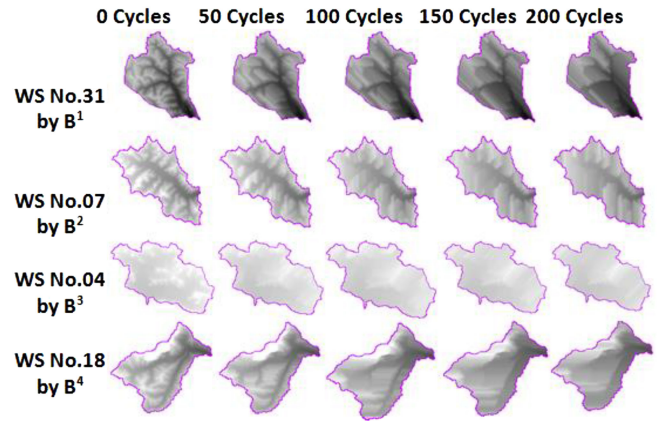 0 Cycles 50 Cycles 100 Cycles 150 Cycles 200 Cycles
WS No.31
by B¹
WS No.07
by B²
WS No.04
by B³
WS No.18
by B⁴